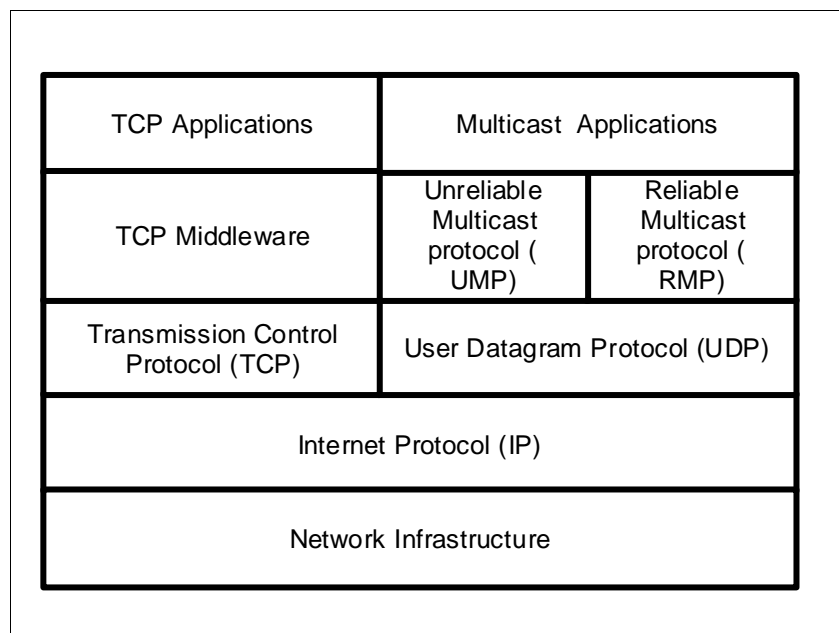 TCP Applications
Multicast Applications
TCP Middleware
Unreliable
Multicast
protocol (
UMP)
Reliable
Multicast
protocol (
RMP)
Transmission Control
Protocol (TCP)
User Datagram Protocol (UDP)
Internet Protocol (IP)
Network Infrastructure